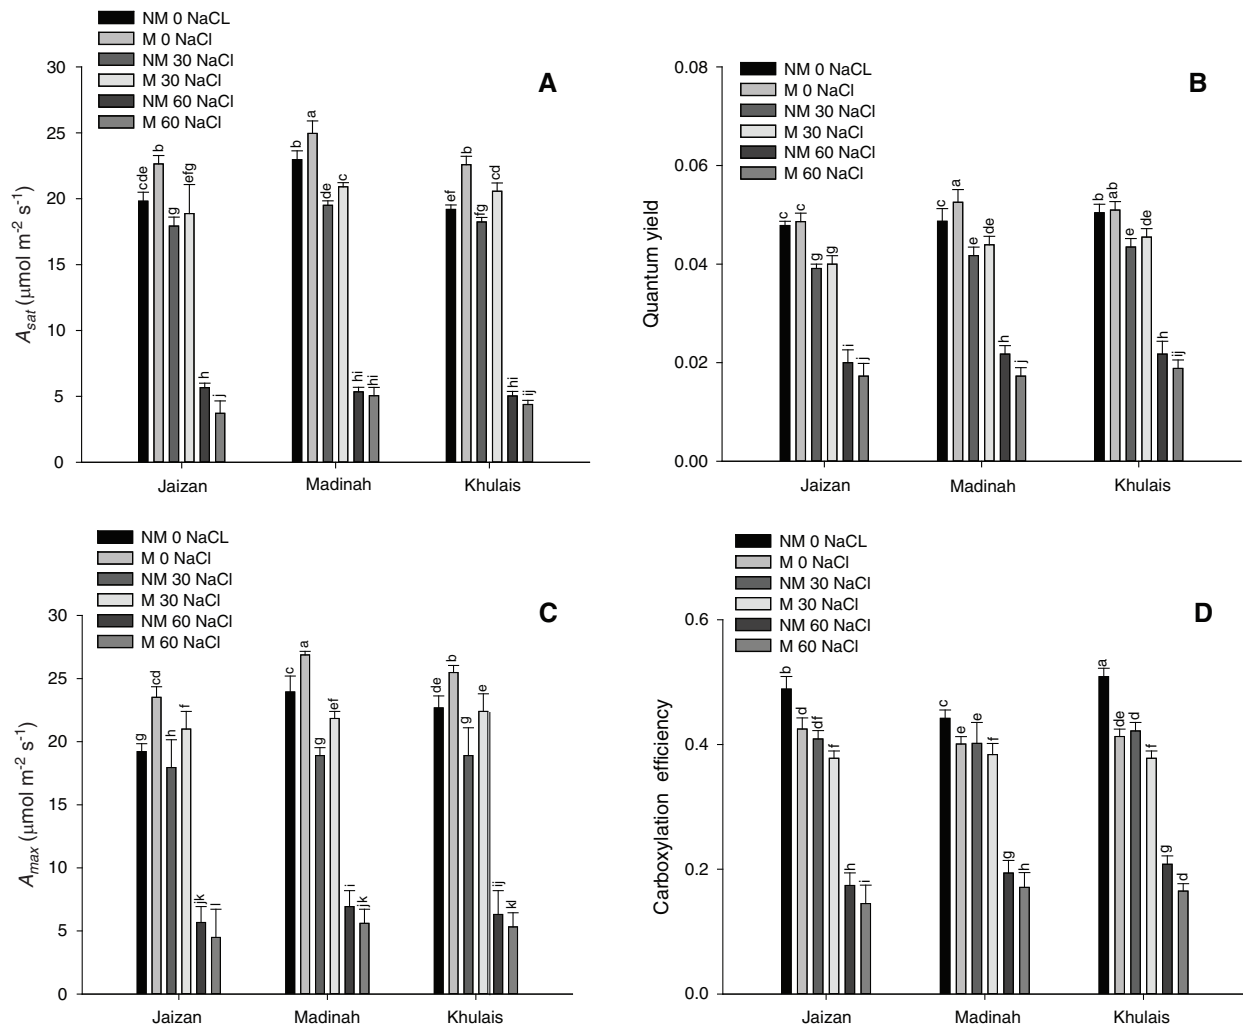 NM 0 NaCL
M 0 NaCl
NM 30 NaCl
M 30 NaCl
NM 60 NaCl
M 60 NaCl
A
30
25
20
15
10
5
0
A_sat (μmol m⁻² s⁻¹)
cde
b
g
efg
h
b
a
de
c
hi
hi
ef
b
fg
cd
hi
ij
Jaizan
Madinah
Khulais
NM 0 NaCL
M 0 NaCl
NM 30 NaCl
M 30 NaCl
NM 60 NaCl
M 60 NaCl
B
0.08
0.06
0.04
0.02
0.00
Quantum yield
c
c
g
g
i
c
a
e
de
h
j
b
ab
e
de
h
ij
Jaizan
Madinah
Khulais
NM 0 NaCL
M 0 NaCl
NM 30 NaCl
M 30 NaCl
NM 60 NaCl
M 60 NaCl
C
30
25
20
15
10
5
0
A_max (μmol m⁻² s⁻¹)
g
cd
h
f
jk
c
a
g
ef
i
jk
de
b
g
e
ij
kl
Jaizan
Madinah
Khulais
NM 0 NaCL
M 0 NaCl
NM 30 NaCl
M 30 NaCl
NM 60 NaCl
M 60 NaCl
D
0.6
0.4
0.2
0.0
Carboxylation efficiency
b
d
df
f
h
i
c
e
e
f
g
h
a
de
d
f
g
d
Jaizan
Madinah
Khulais